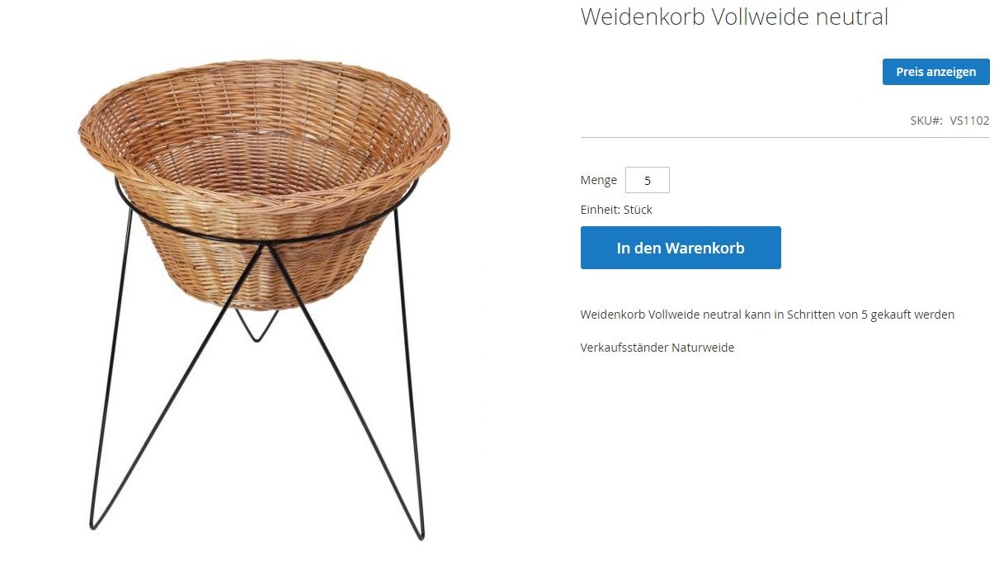 Weidenkorb Vollweide neutral
Preis anzeigen
SKU#: VS1102
Menge 5
Einheit: Stück
In den Warenkorb
Weidenkorb Vollweide neutral kann in Schritten von 5 gekauft werden
Verkaufsständer Naturweide